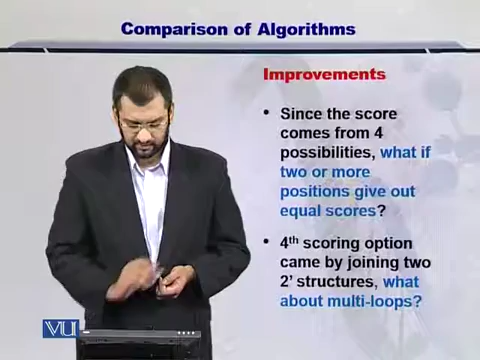 Comparison of Algorithms
Improvements
• Since the score
comes from 4
possibilities, what if
two or more
positions give out
equal scores?
• 4th scoring option
came by joining two
2' structures, what
about multi-loops?
VU